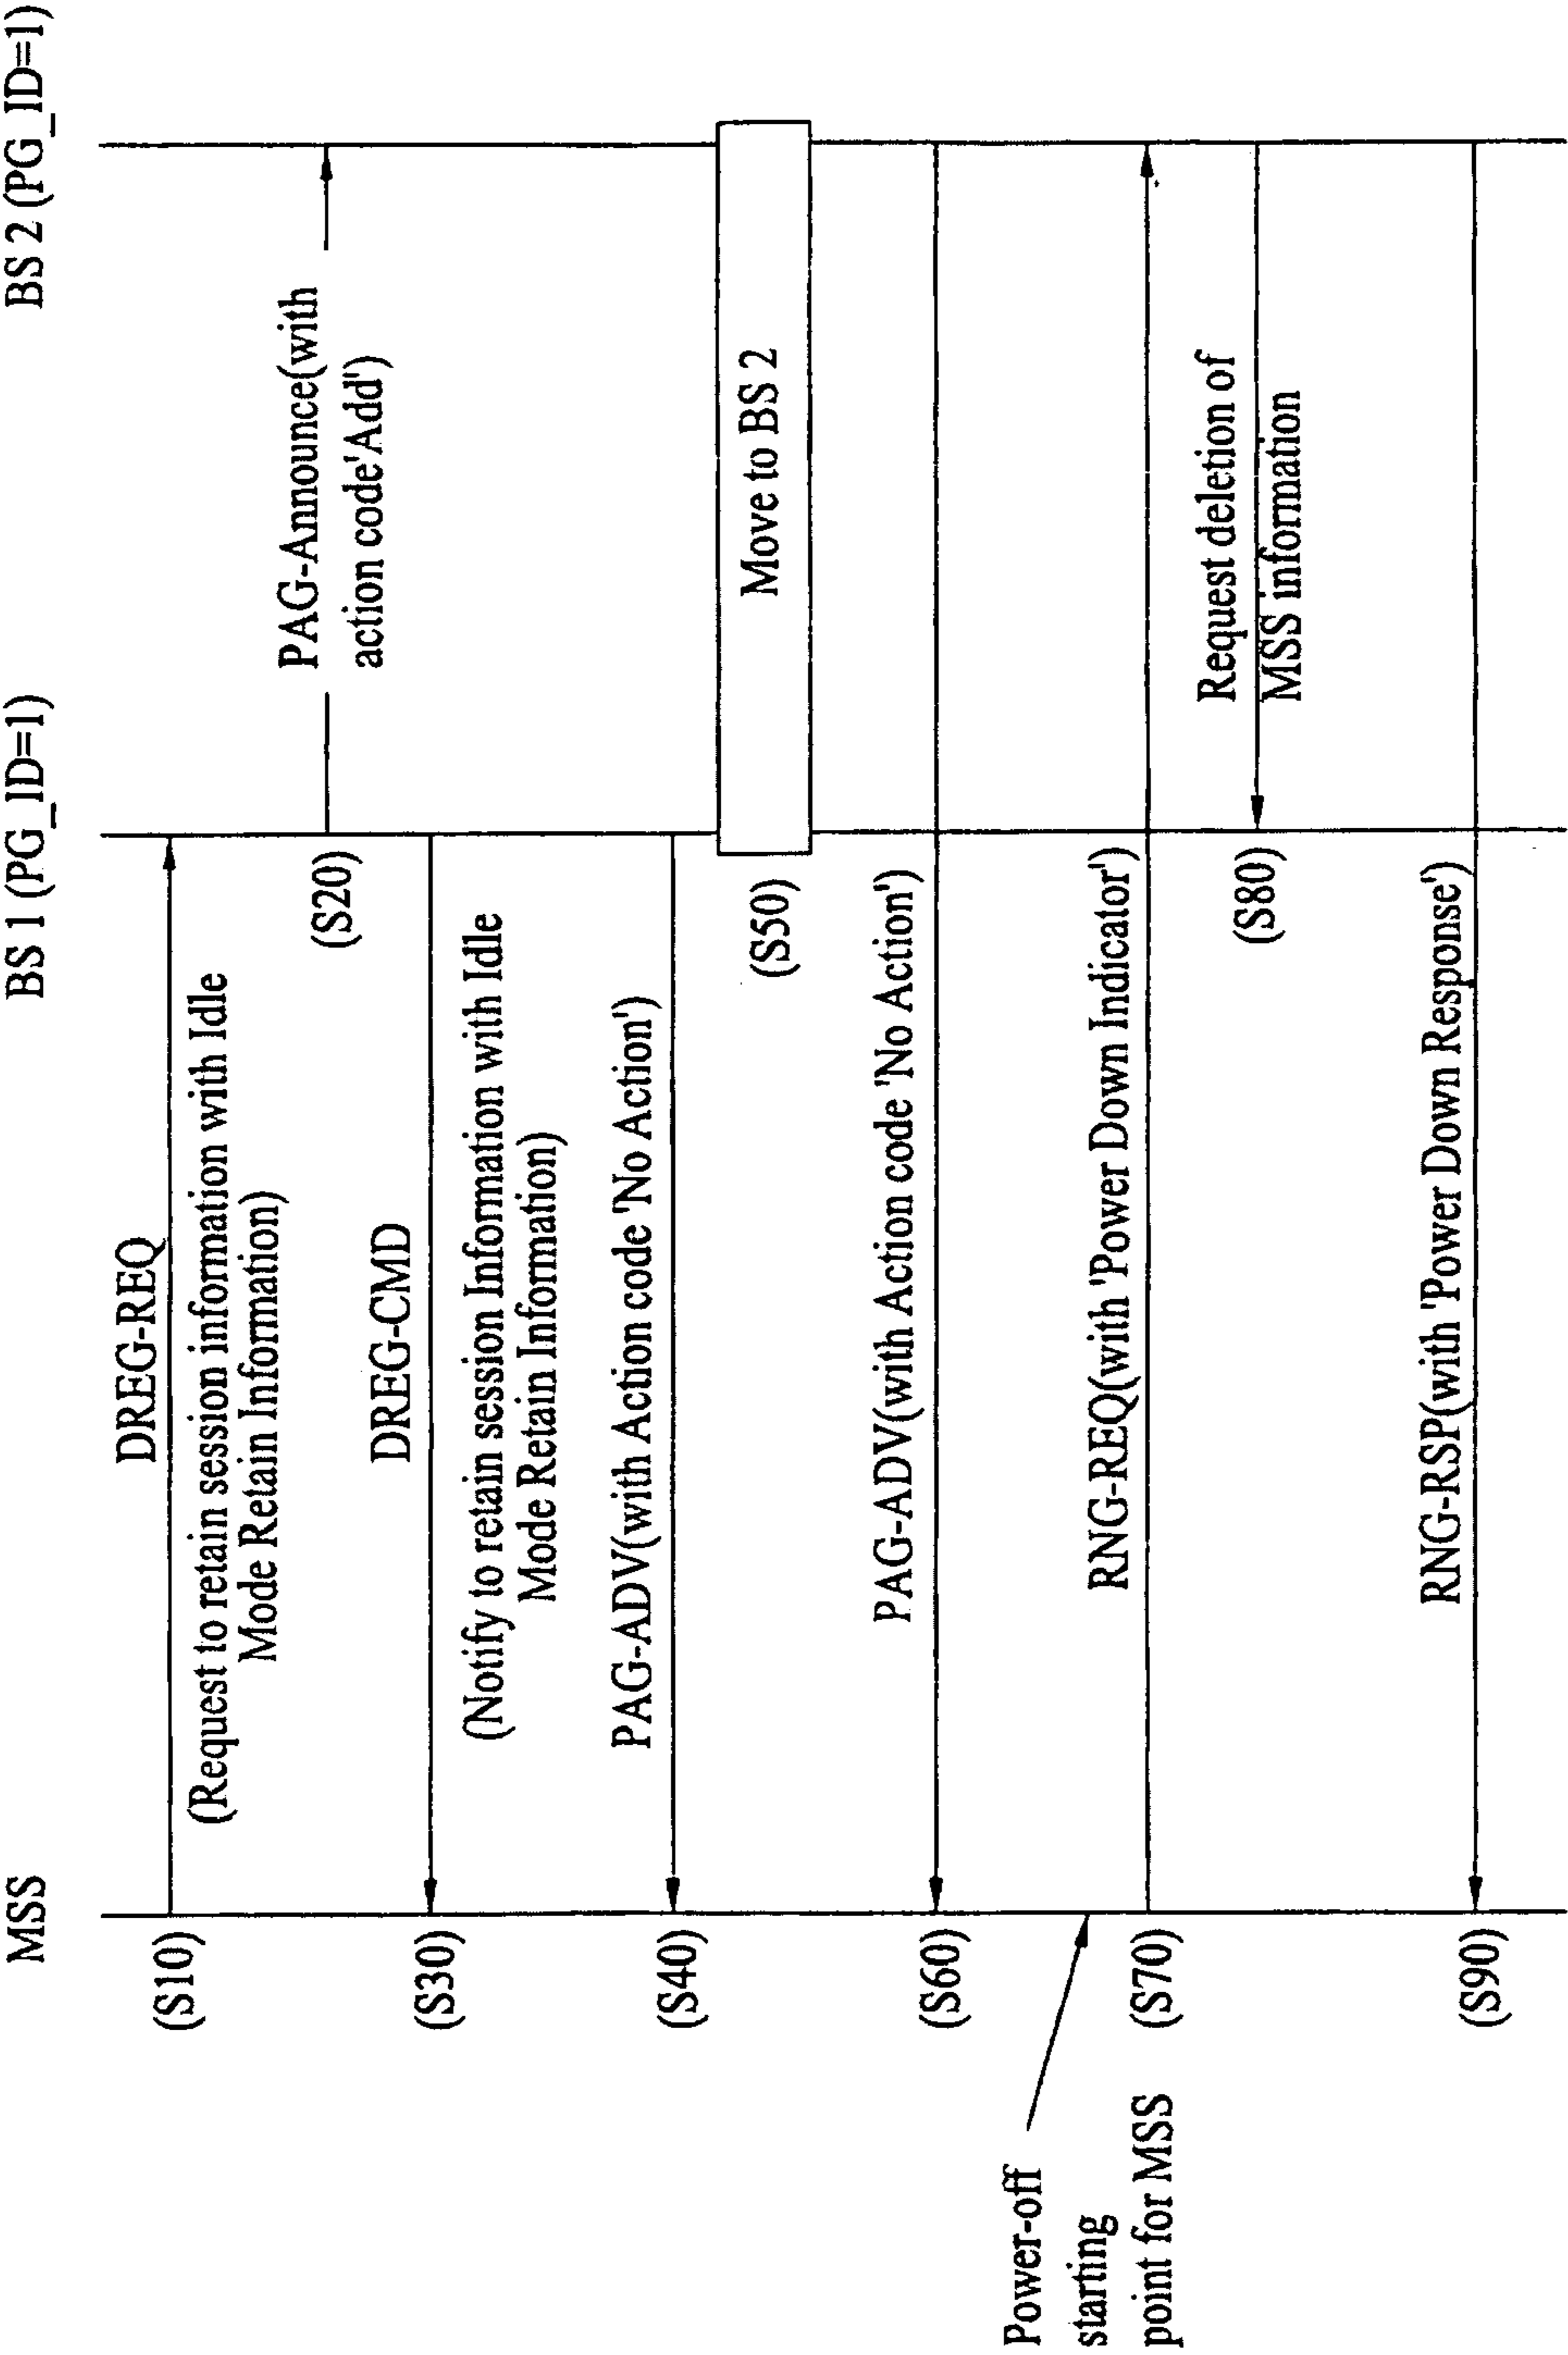 MSS
BS 1 (PG_ID=1)
BS 2 (PG_ID=1)
(S10)
DREG-REQ
(Request to retain session information with Idle
Mode Retain Information)
(S20)
PAG-Announce(with
action code'Add')
(S30)
DREG-CMD
(Notify to retain session Information with Idle
Mode Retain Information)
(S40)
PAG-ADV(with Action code 'No Action')
(S50)
Move to BS 2
(S60)
PAG-ADV(with Action code 'No Action')
Power-off
starting
point for MSS
(S70)
RNG-REQ(with 'Power Down Indicator')
(S80)
Request deletion of
MSS information
(S90)
RNG-RSP(with 'Power Down Response')